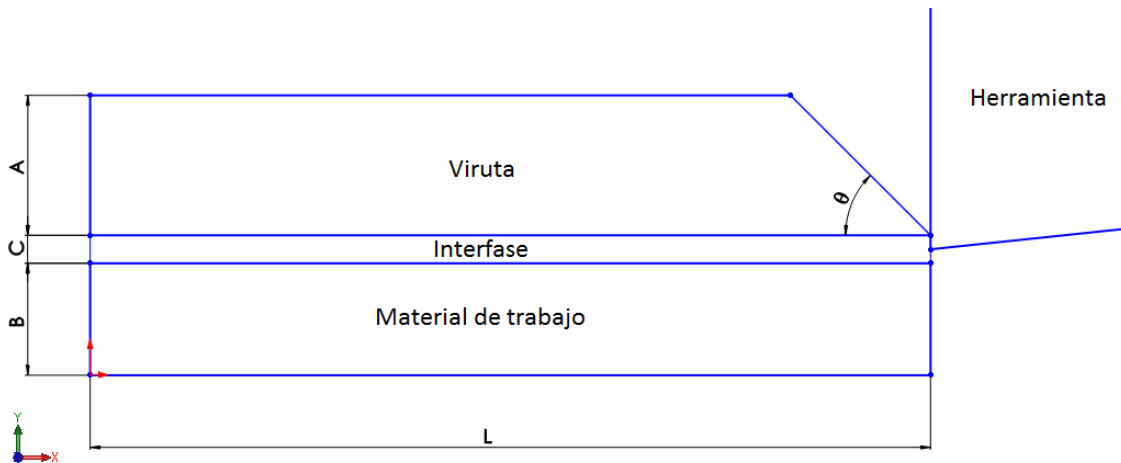 Herramienta
A
Viruta
θ
C
Interfase
B
Material de trabajo
L
Y
X